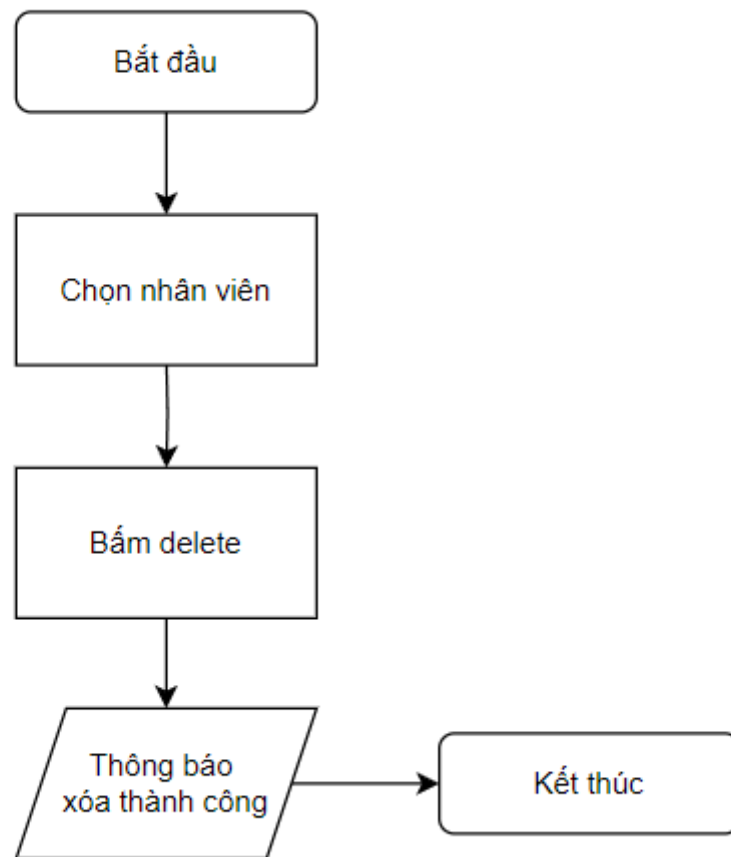 Bắt đầu
Chọn nhân viên
Bấm delete
Thông báo
xóa thành công
Kết thúc